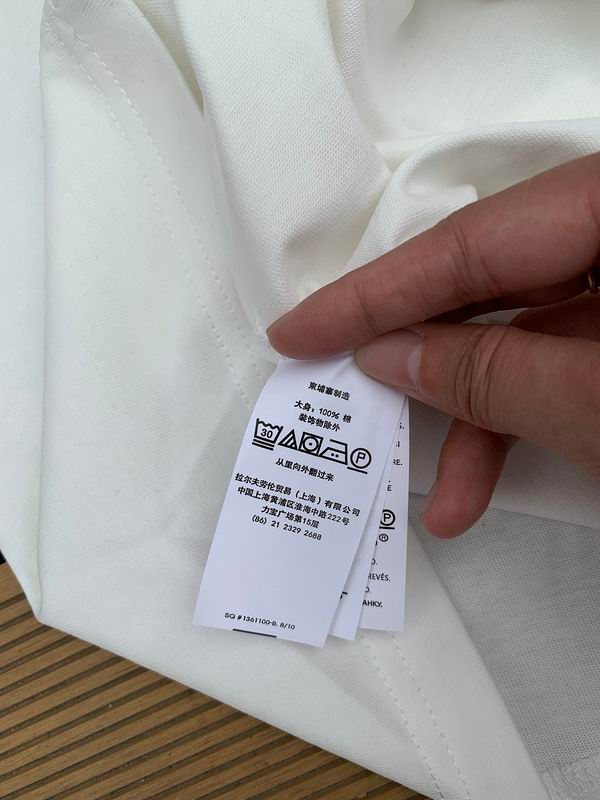 柬埔寨制造
大身：100% 棉
装饰物除外
30 P
从里向外翻过来
拉尔夫劳伦贸易（上海）有限公司
中国上海黄浦区淮海中路222号
力宝广场第15层
(86) 21 2329 2688
SQ #1361100-8. 8/10
RE.
E
P
®
O.
REVÉS.
O.